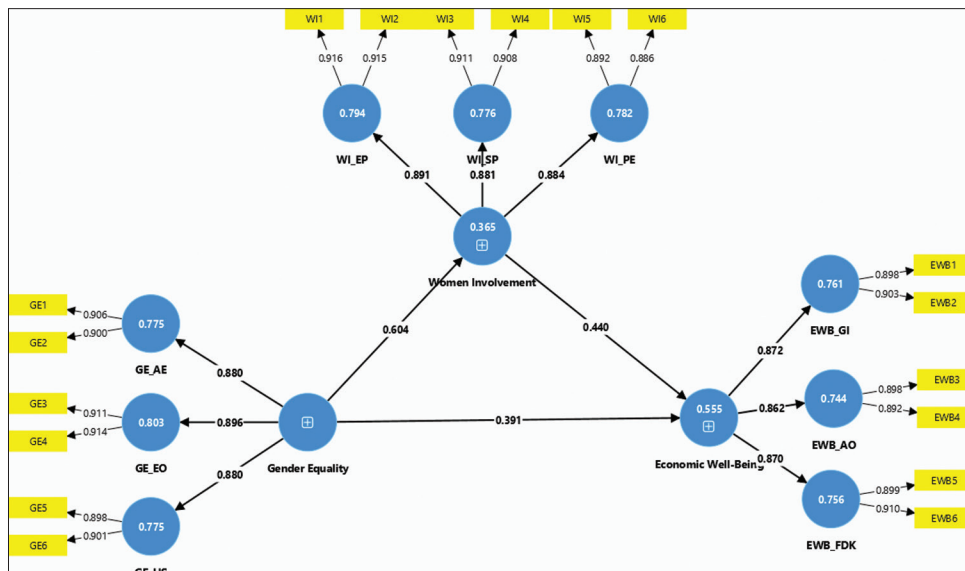 WI1 WI2 WI3 WI4 WI5 WI6
0.916 0.915 0.911 0.908 0.892 0.886
0.794 0.776 0.782
WI_EP WI_SP WI_PE
0.891 0.881 0.884
0.365
Women Involvement
EWB1
0.898
0.761
0.903
EWB2
EWB_GI
GE1
0.906
0.775
0.900
GE2
GE_AE
0.604
0.440
0.872
0.880
EWB3
0.898
0.744
0.892
EWB4
EWB_AO
0.862
GE3
0.911
0.803
0.914
GE4
GE_EO
0.896
0.391
0.555
Gender Equality
Economic Well-Being
0.880
0.870
EWB5
0.899
0.756
0.910
EWB6
EWB_FDK
GE5
0.898
0.775
0.901
GE6